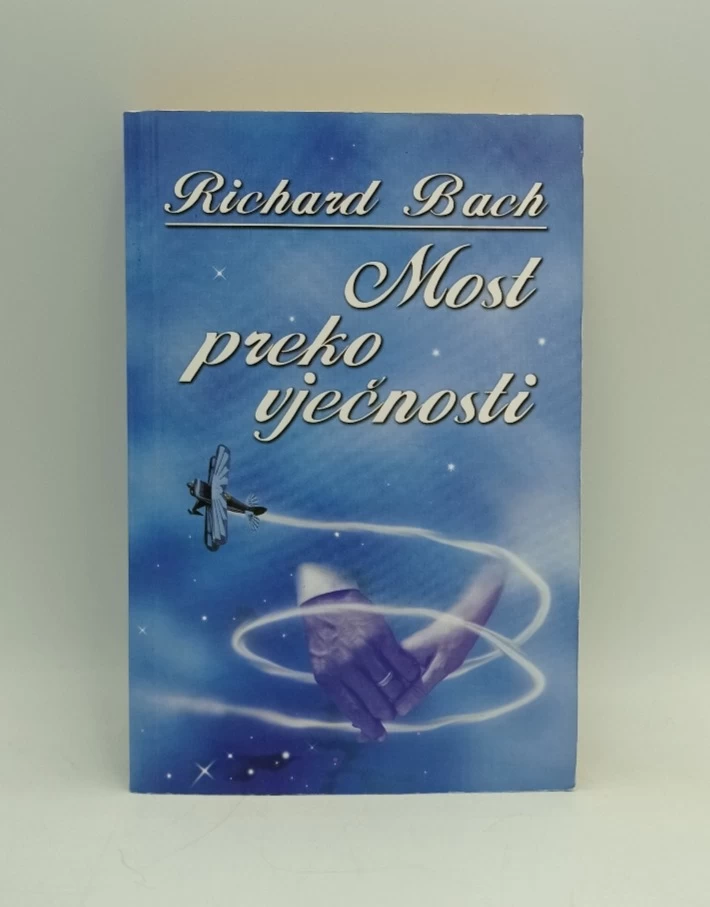 Richard Bach
Most
preko
vječnosti